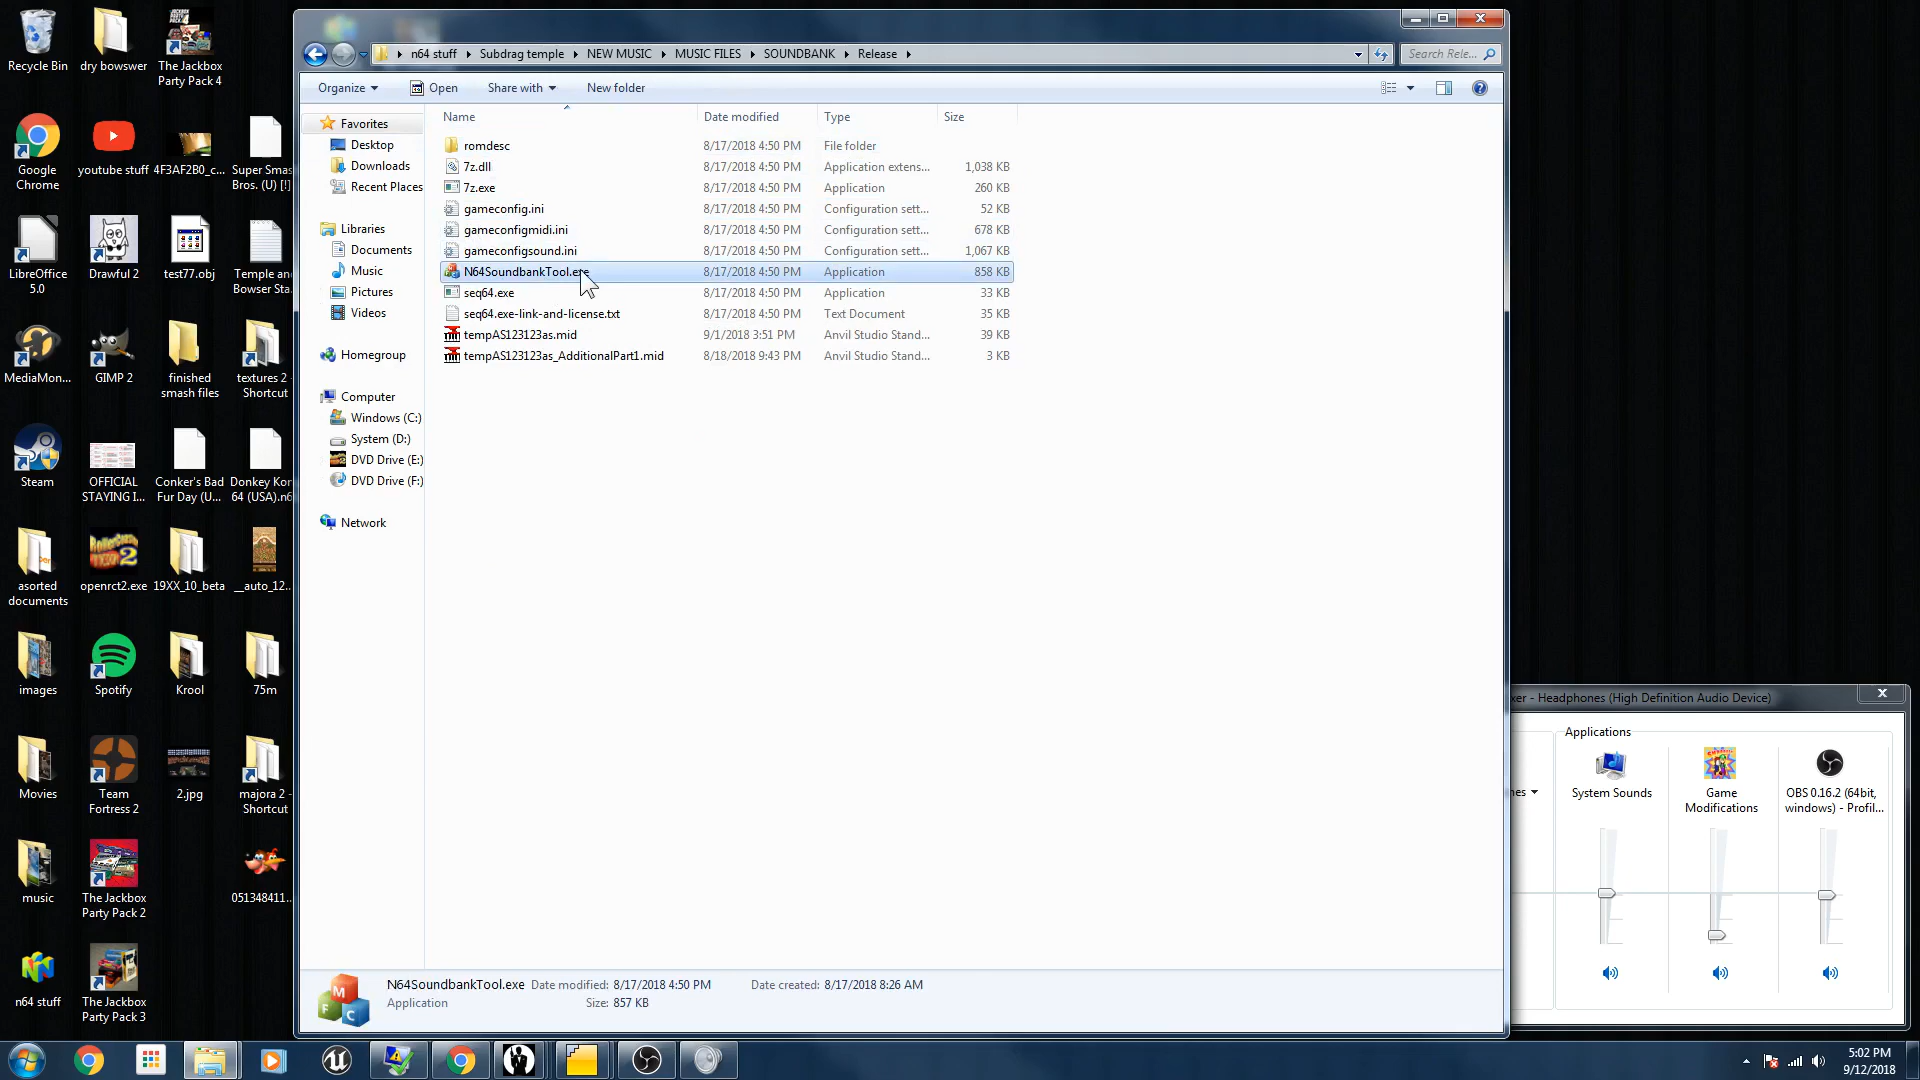 n64 stuff
Subdrag temple
NEW MUSIC
MUSIC FILES
SOUNDBANK
Release
Search Rele...
Organize
Open
Share with
New folder
Name
Date modified
Type
Size
Favorites
Desktop
Downloads
Recent Places
Libraries
Documents
Music
Pictures
Videos
Homegroup
Computer
Windows (C:)
System (D:)
DVD Drive (E:)
DVD Drive (F:)
Network
romdesc 8/17/2018 4:50 PM File folder
7z.dll 8/17/2018 4:50 PM Application extens... 1,038 KB
7z.exe 8/17/2018 4:50 PM Application 260 KB
gameconfig.ini 8/17/2018 4:50 PM Configuration sett... 52 KB
gameconfigmidi.ini 8/17/2018 4:50 PM Configuration sett... 678 KB
gameconfigsound.ini 8/17/2018 4:50 PM Configuration sett... 1,067 KB
N64SoundbankTool.exe 8/17/2018 4:50 PM Application 858 KB
seq64.exe 8/17/2018 4:50 PM Application 33 KB
seq64.exe-link-and-license.txt 8/17/2018 4:50 PM Text Document 35 KB
tempAS123123as.mid 9/1/2018 3:51 PM Anvil Studio Stand... 39 KB
tempAS123123as_AdditionalPart1.mid 8/18/2018 9:43 PM Anvil Studio Stand... 3 KB
N64SoundbankTool.exe Date modified: 8/17/2018 4:50 PM Date created: 8/17/2018 8:26 AM
Application Size: 857 KB
Recycle Bin
dry bowswer
The Jackbox
Party Pack 4
Google
Chrome
youtube stuff
4F3AF2B0_c...
Super Smas
Bros. (U) [!]
LibreOffice
5.0
Drawful 2
test77.obj
Temple and
Bowser Sta..
MediaMon...
GIMP 2
finished
smash files
textures 2 -
Shortcut
Steam
OFFICIAL
STAYING I...
Conker's Bad
Fur Day (U...
Donkey Kon
64 (USA).n6
asorted
documents
openrct2.exe
19XX_10_beta
__auto_12..
images
Spotify
Krool
75m
Movies
Team
Fortress 2
2.jpg
majora 2 -
Shortcut
music
The Jackbox
Party Pack 2
051348411..
n64 stuff
The Jackbox
Party Pack 3
xer - Headphones (High Definition Audio Device)
Applications
nes
System Sounds
Game
Modifications
OBS 0.16.2 (64bit,
windows) - Profil...
5:02 PM
9/12/2018